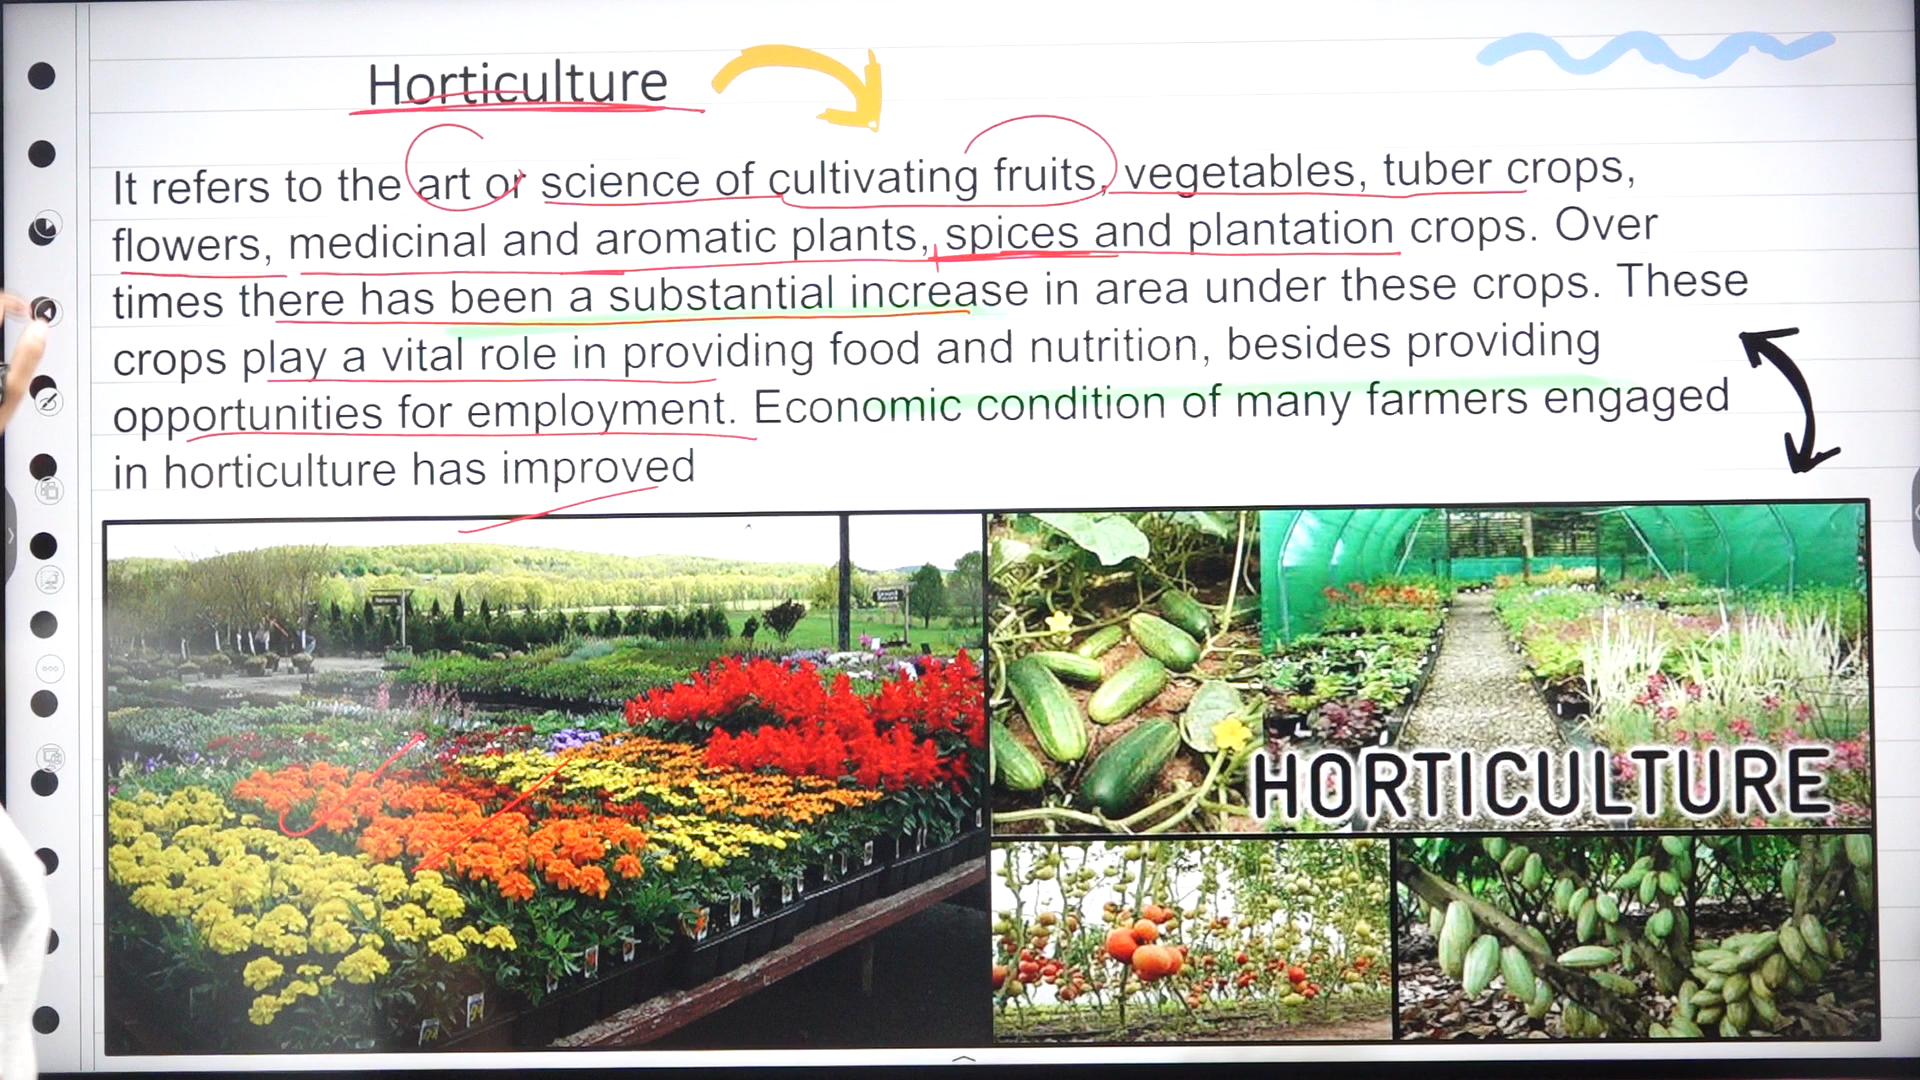 Horticulture
It refers to the art or science of cultivating fruits, vegetables, tuber crops,
flowers, medicinal and aromatic plants, spices and plantation crops. Over
times there has been a substantial increase in area under these crops. These
crops play a vital role in providing food and nutrition, besides providing
opportunities for employment. Economic condition of many farmers engaged
in horticulture has improved
HORTICULTURE